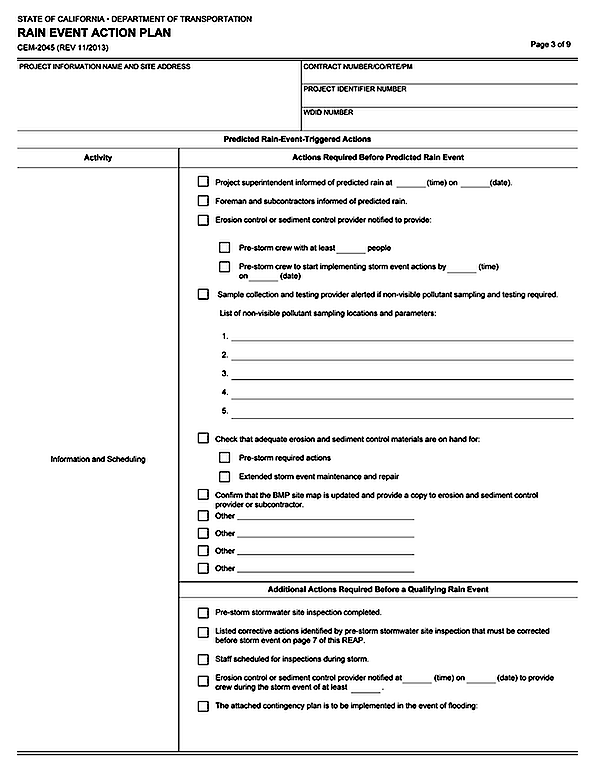 STATE OF CALIFORNIA • DEPARTMENT OF TRANSPORTATION
RAIN EVENT ACTION PLAN
CEM-2045 (REV 11/2013)
Page 3 of 9
PROJECT INFORMATION NAME AND SITE ADDRESS
CONTRACT NUMBER/CO/RTE/PM
PROJECT IDENTIFIER NUMBER
WDID NUMBER
Predicted Rain-Event-Triggered Actions
Activity
Actions Required Before Predicted Rain Event
Project superintendent informed of predicted rain at ______ (time) on ______ (date).
Foreman and subcontractors informed of predicted rain.
Erosion control or sediment control provider notified to provide:
Pre-storm crew with at least ______ people
Pre-storm crew to start implementing storm event actions by ______ (time)
on ______ (date)
Sample collection and testing provider alerted if non-visible pollutant sampling and testing required.
List of non-visible pollutant sampling locations and parameters:
1.
2.
3.
4.
5.
Information and Scheduling
Check that adequate erosion and sediment control materials are on hand for:
Pre-storm required actions
Extended storm event maintenance and repair
Confirm that the BMP site map is updated and provide a copy to erosion and sediment control
provider or subcontractor.
Other
Other
Other
Other
Additional Actions Required Before a Qualifying Rain Event
Pre-storm stormwater site inspection completed.
Listed corrective actions identified by pre-storm stormwater site inspection that must be corrected
before storm event on page 7 of this REAP.
Staff scheduled for inspections during storm.
Erosion control or sediment control provider notified at ______ (time) on ______ (date) to provide
crew during the storm event of at least ______ .
The attached contingency plan is to be implemented in the event of flooding: